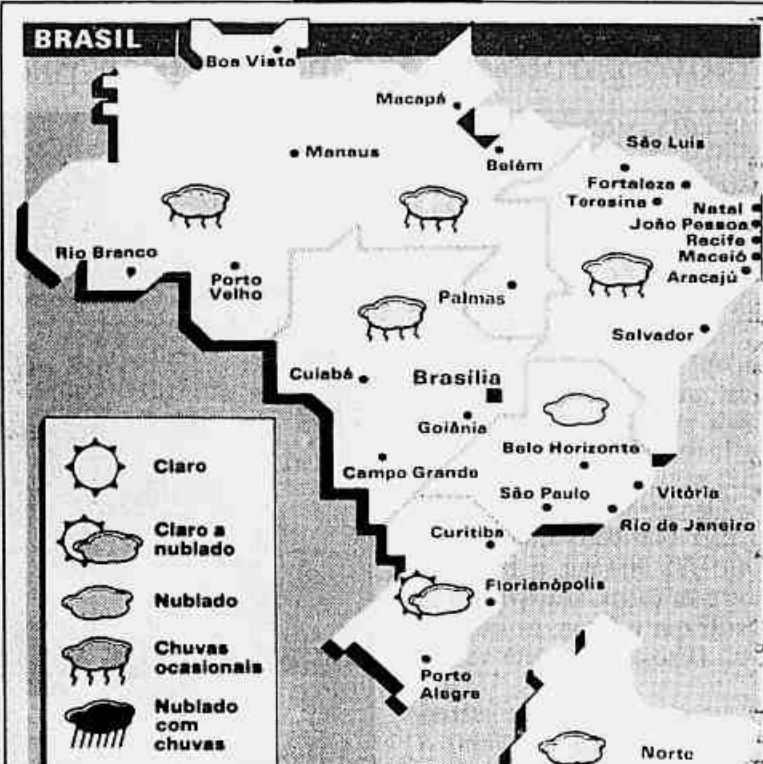 BRASIL
Boa Vista
Macapá
Manaus
Belém
São Luis
Fortaleza
Teresina
Natal
João Pessoa
Recife
Maceió
Aracajú
Rio Branco
Porto
Velho
Palmas
Salvador
Cuiabá
Brasília
Goiânia
Belo Horizonte
Campo Grande
São Paulo
Vitória
Rio de Janeiro
Curitiba
Florianópolis
Porto
Alegre
Claro
Claro a
nublado
Nublado
Chuvas
ocasionais
Nublado
com
chuvas
Norte